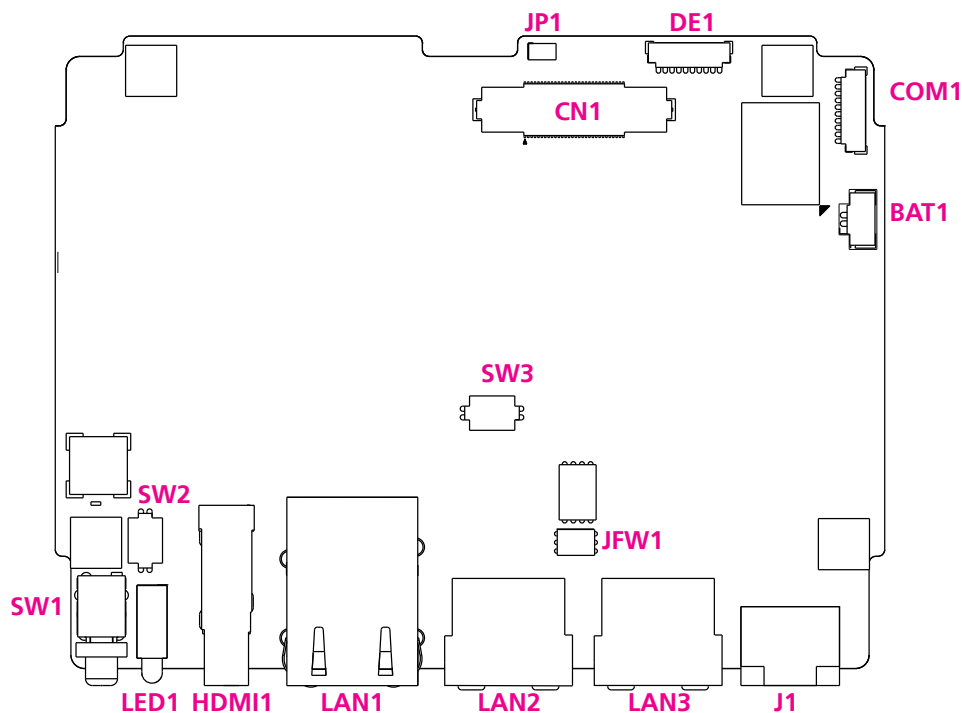 JP1
DE1
COM1
CN1
BAT1
SW3
SW2
JFW1
SW1
LED1
HDMI1
LAN1
LAN2
LAN3
J1